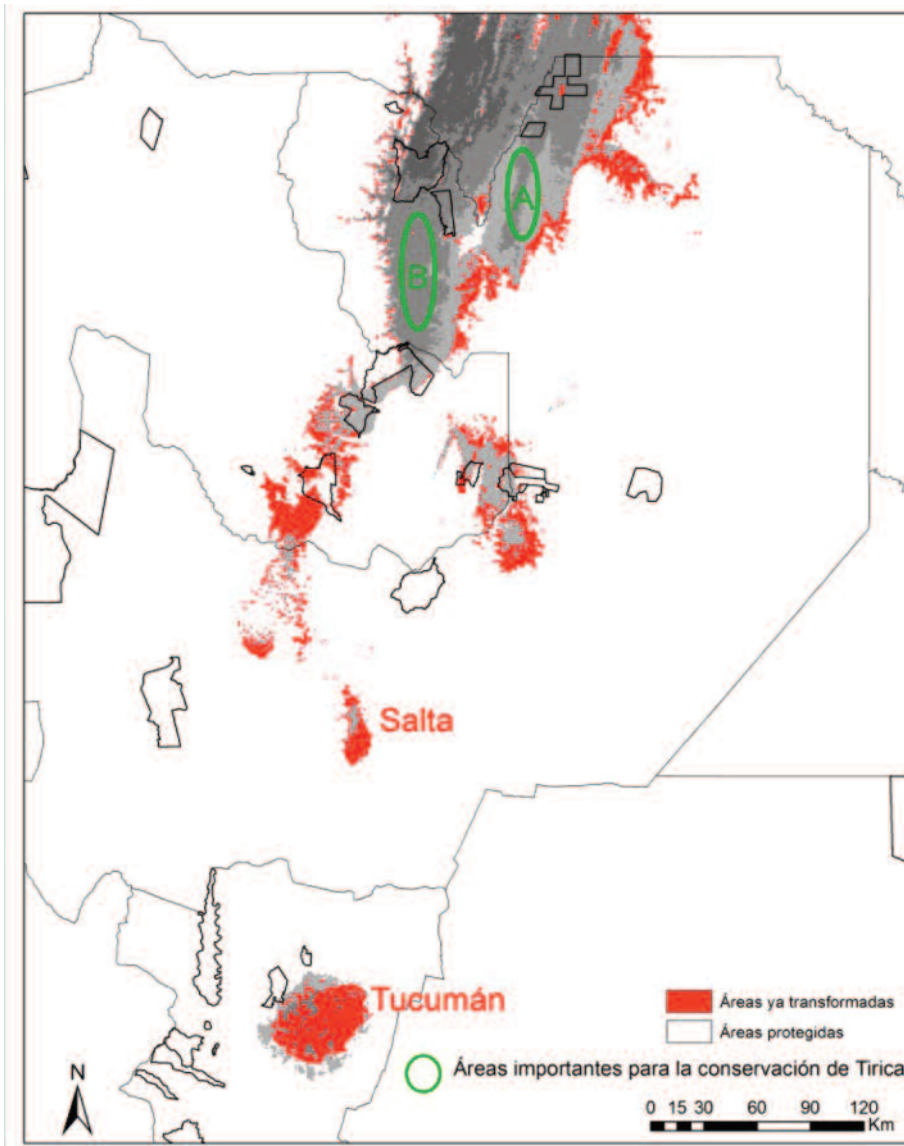 A
B
Salta
Tucumán
Áreas ya transformadas
Áreas protegidas
Áreas importantes para la conservación de Tirica
N
0 15 30 60 90 120
Km